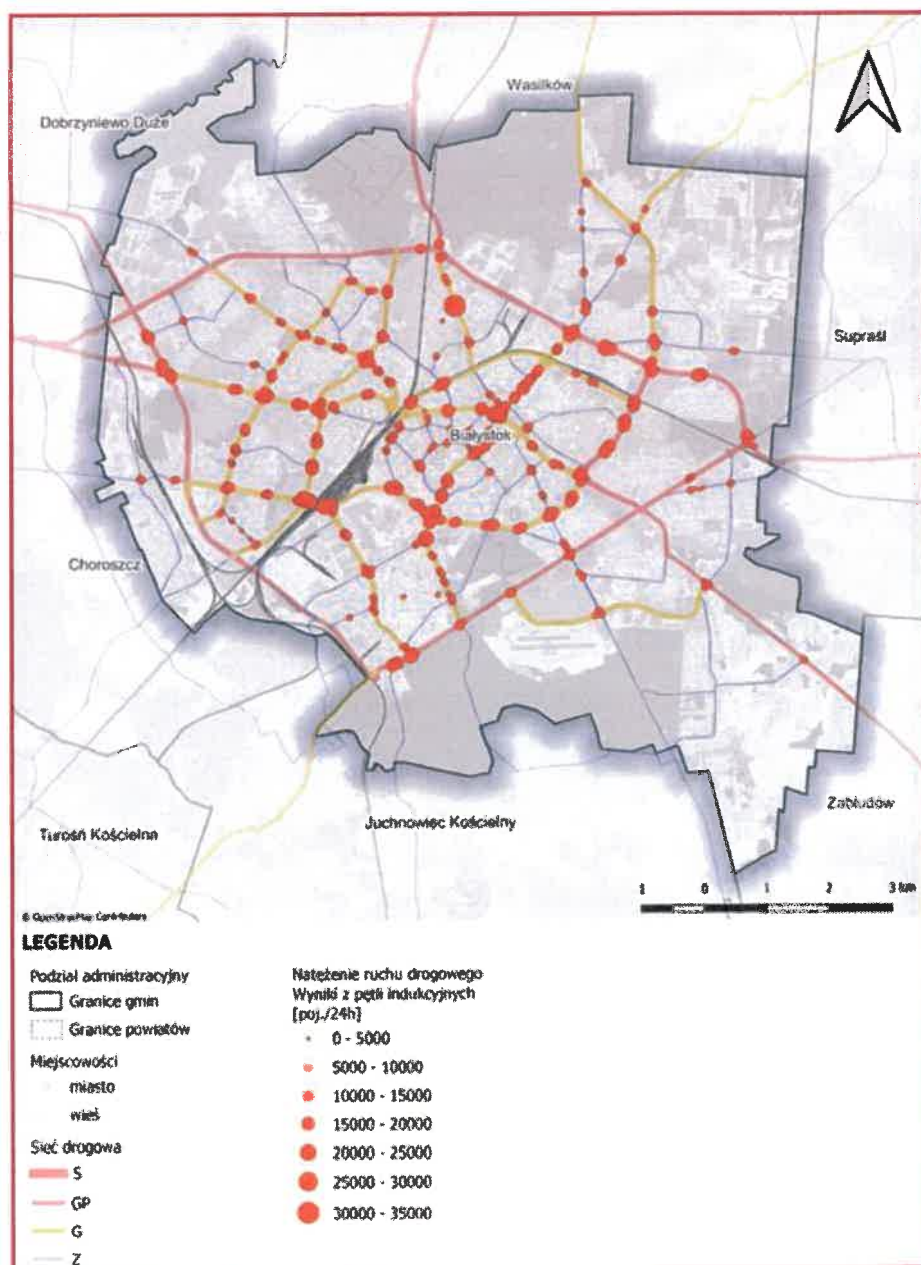 Wasilków
Dobrzyniewo Duże
Supraśl
Białystok
Choroszcz
Zabłudów
Turośń Kościelna
Juchnowiec Kościelny
1 0 1 2 3 km
© OpenStreetMap Contributors
LEGENDA
Podział administracyjny
Granice gmin
Granice powiatów
Miejscowości
miasto
wieś
Sieć drogowa
S
GP
G
Z
Natężenie ruchu drogowego
Wyniki z pętli indukcyjnych
[poj./24h]
0 - 5000
5000 - 10000
10000 - 15000
15000 - 20000
20000 - 25000
25000 - 30000
30000 - 35000